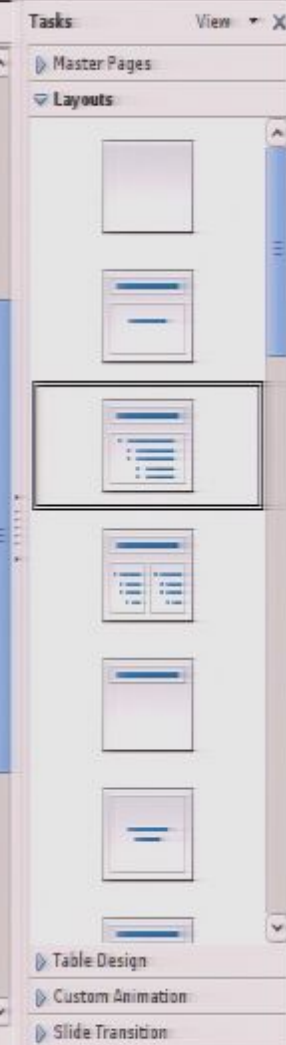 Tasks View
Master Pages
Layouts
Table Design
Custom Animation
Slide Transition